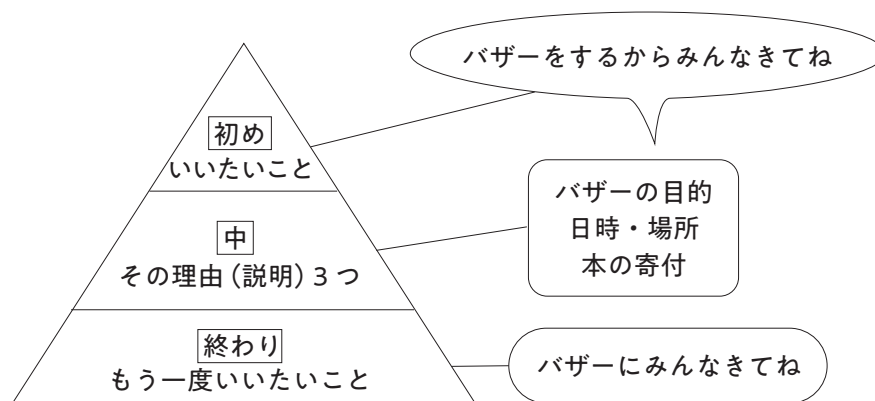 バザーをするからみんなきてね
初め
いいたいこと
バザーの目的
日時・場所
本の寄付
中
その理由(説明)3つ
終わり
もう一度いいたいこと
バザーにみんなきてね